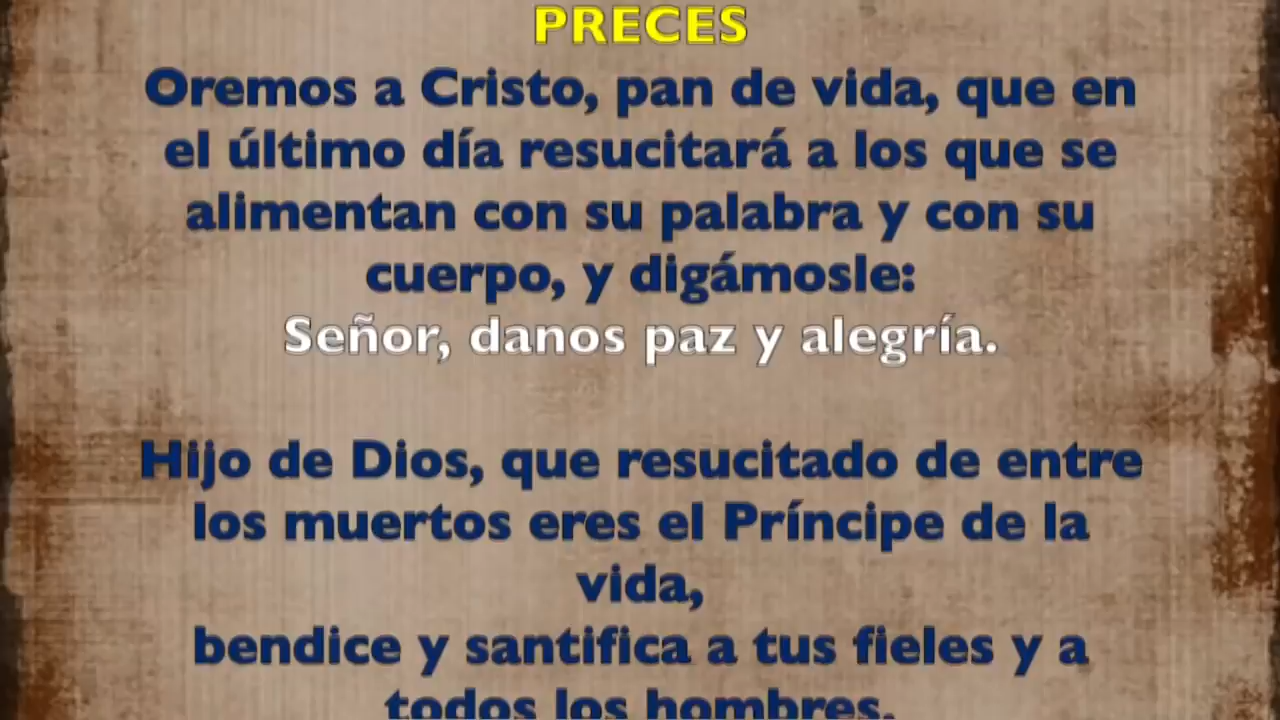 PRECES
Oremos a Cristo, pan de vida, que en
el último día resucitará a los que se
alimentan con su palabra y con su
cuerpo, y digámosle:
Señor, danos paz y alegría.
Hijo de Dios, que resucitado de entre
los muertos eres el Príncipe de la
vida,
bendice y santifica a tus fieles y a
todos los hombres.